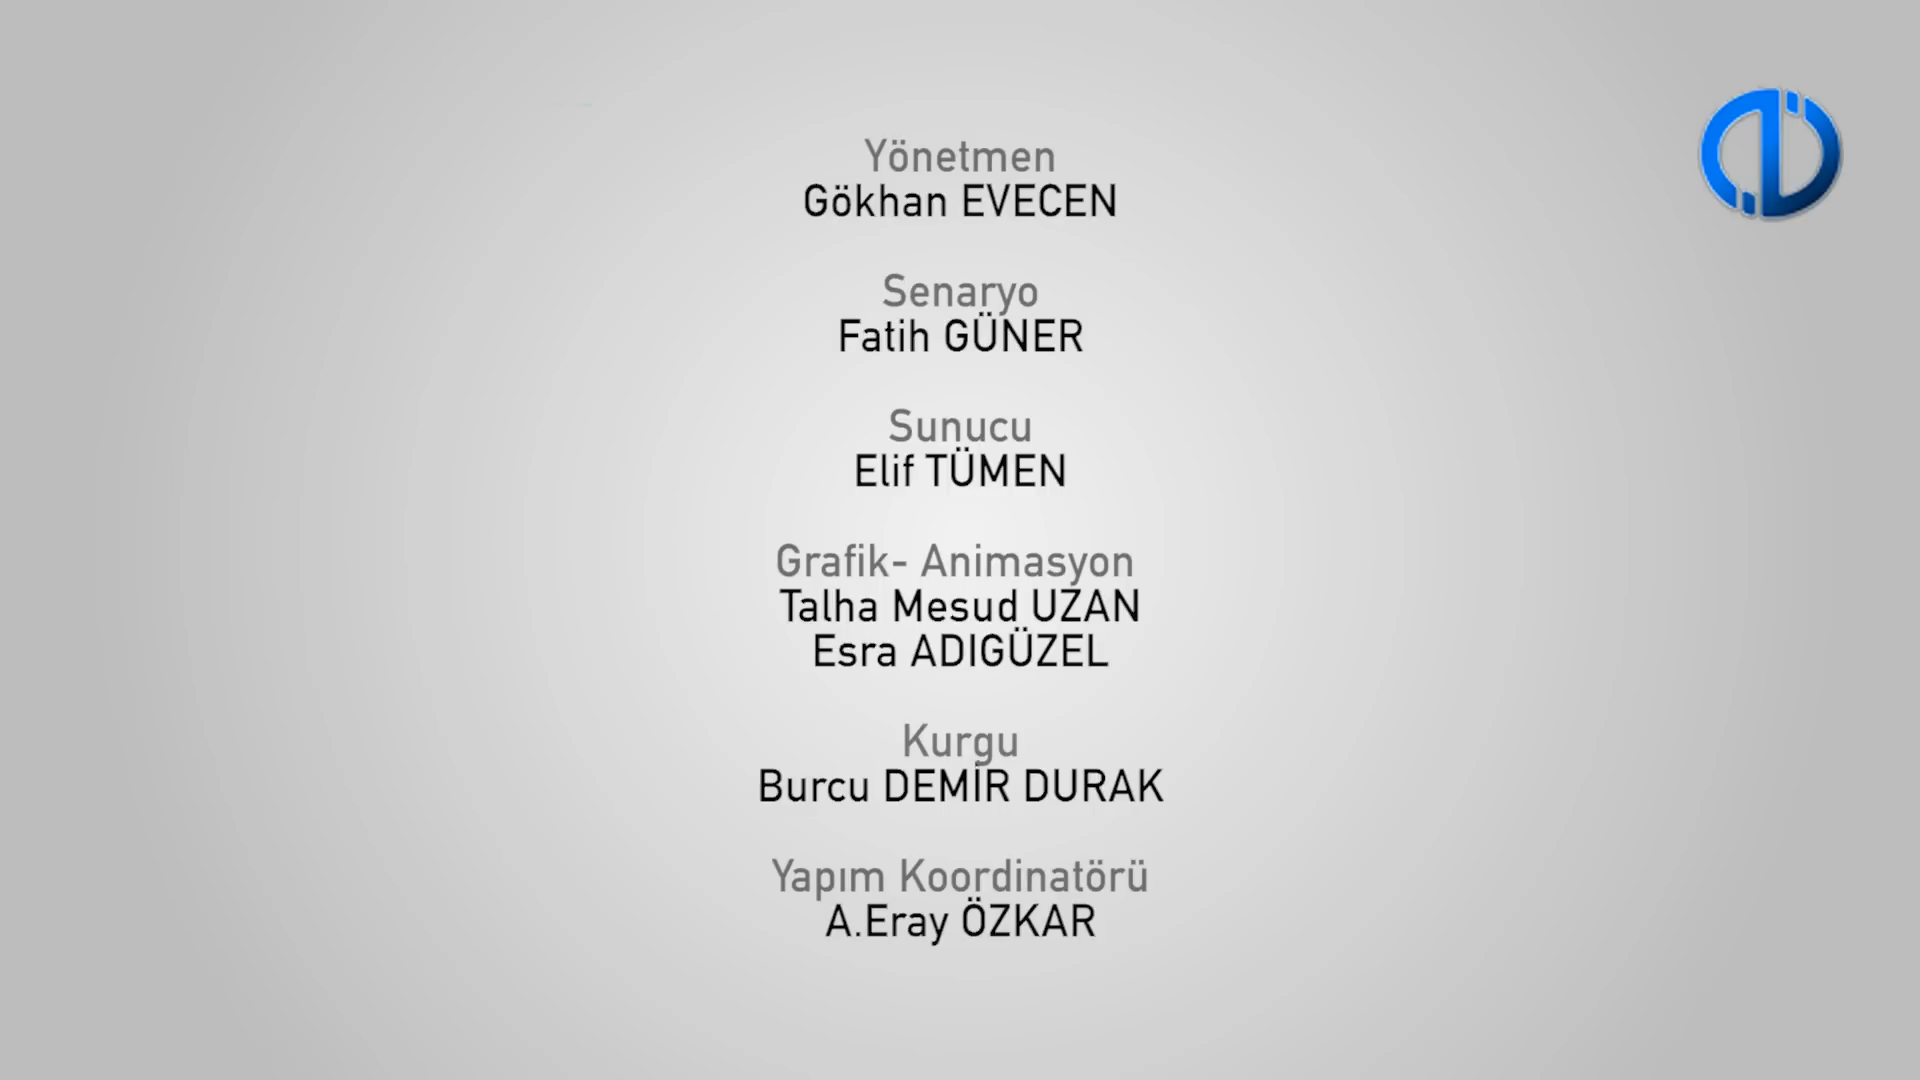 Yönetmen
Gökhan EVECEN
Senaryo
Fatih GÜNER
Sunucu
Elif TÜMEN
Grafik- Animasyon
Talha Mesud UZAN
Esra ADIGÜZEL
Kurgu
Burcu DEMİR DURAK
Yapım Koordinatörü
A.Eray ÖZKAR